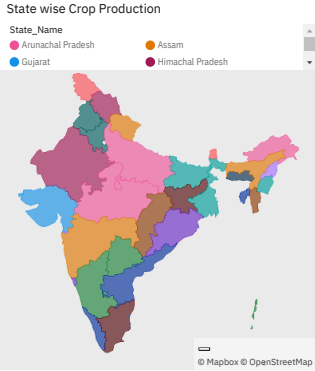 State wise Crop Production
State_Name
Arunachal Pradesh
Assam
Gujarat
Himachal Pradesh
© Mapbox © OpenStreetMap